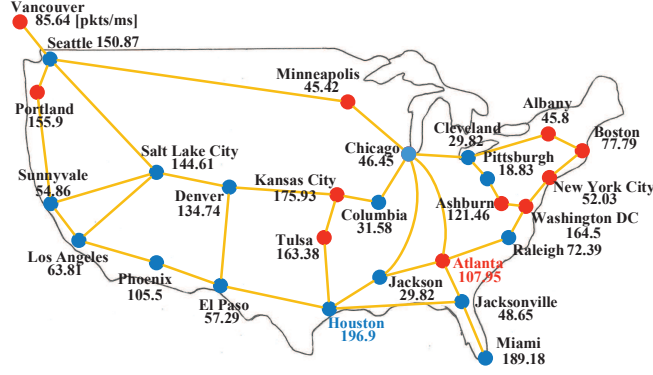 Vancouver
85.64 [pkts/ms]
Seattle 150.87
Minneapolis
45.42
Portland
155.9
Albany
45.8
Cleveland
29.82
Boston
77.79
Chicago
46.45
Pittsburgh
18.83
Salt Lake City
144.61
Sunnyvale
54.86
Denver
134.74
Kansas City
175.93
Columbia
31.58
Ashburn
121.46
New York City
52.03
Washington DC
164.5
Raleigh 72.39
Tulsa
163.38
Los Angeles
63.81
Phoenix
105.5
El Paso
57.29
Jackson
29.82
Atlanta
107.95
Houston
196.9
Jacksonville
48.65
Miami
189.18